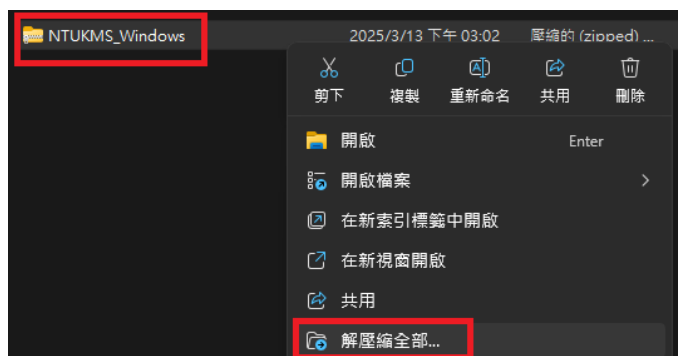 NTUKMS_Windows 2025/3/13 下午 03:02 壓縮的 (zipped) ...
剪下 複製 重新命名 共用 刪除
開啟 Enter
開啟檔案
在新索引標籤中開啟
在新視窗開啟
共用
解壓縮全部...